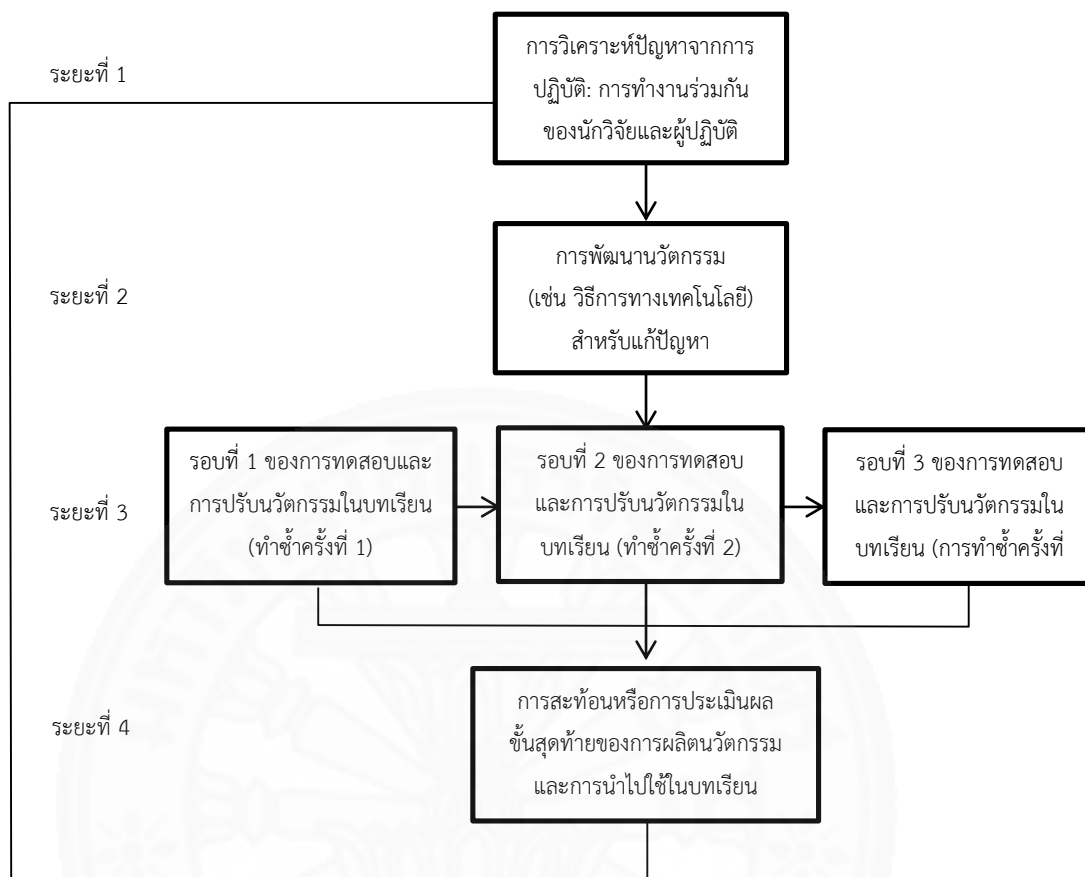 ระยะที่ 1
การวิเคราะห์ปัญหาจากการ
ปฏิบัติ: การทำงานร่วมกัน
ของนักวิจัยและผู้ปฏิบัติ
ระยะที่ 2
การพัฒนานวัตกรรม
(เช่น วิธีการทางเทคโนโลยี)
สำหรับแก้ปัญหา
ระยะที่ 3
รอบที่ 1 ของการทดสอบและ
การปรับนวัตกรรมในบทเรียน
(ทำซ้ำครั้งที่ 1)
รอบที่ 2 ของการทดสอบ
และการปรับนวัตกรรมใน
บทเรียน (ทำซ้ำครั้งที่ 2)
รอบที่ 3 ของการทดสอบ
และการปรับนวัตกรรมใน
บทเรียน (การทำซ้ำครั้งที่
ระยะที่ 4
การสะท้อนหรือการประเมินผล
ขั้นสุดท้ายของการผลิตนวัตกรรม
และการนำไปใช้ในบทเรียน